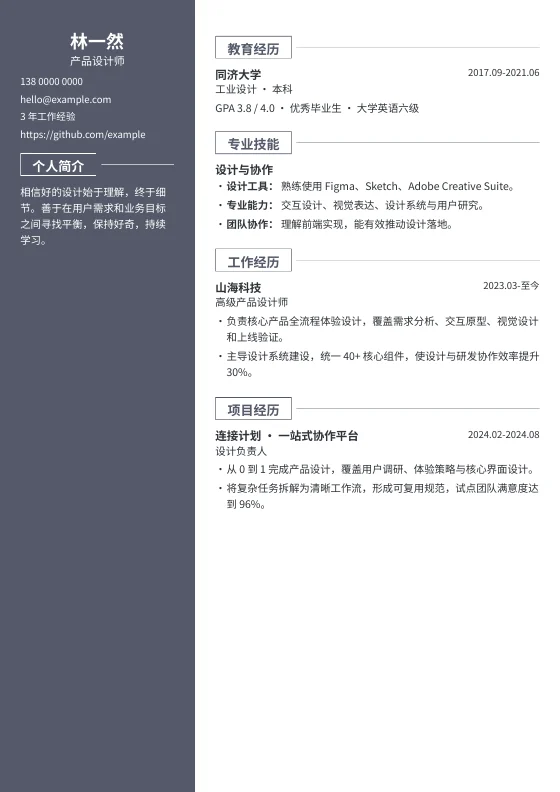 林一然
产品设计师
138 0000 0000
hello@example.com
3 年工作经验
https://github.com/example
个人简介
相信好的设计始于理解，终于细
节。善于在用户需求和业务目标
之间寻找平衡，保持好奇，持续
学习。
教育经历
同济大学 2017.09-2021.06
工业设计 · 本科
GPA 3.8 / 4.0 · 优秀毕业生 · 大学英语六级
专业技能
设计与协作
· 设计工具： 熟练使用 Figma、Sketch、Adobe Creative Suite。
· 专业能力： 交互设计、视觉表达、设计系统与用户研究。
· 团队协作： 理解前端实现，能有效推动设计落地。
工作经历
山海科技 2023.03-至今
高级产品设计师
· 负责核心产品全流程体验设计，覆盖需求分析、交互原型、视觉设计
和上线验证。
· 主导设计系统建设，统一 40+ 核心组件，使设计与研发协作效率提升
30%。
项目经历
连接计划 · 一站式协作平台 2024.02-2024.08
设计负责人
· 从 0 到 1 完成产品设计，覆盖用户调研、体验策略与核心界面设计。
· 将复杂任务拆解为清晰工作流，形成可复用规范，试点团队满意度达
到 96%。